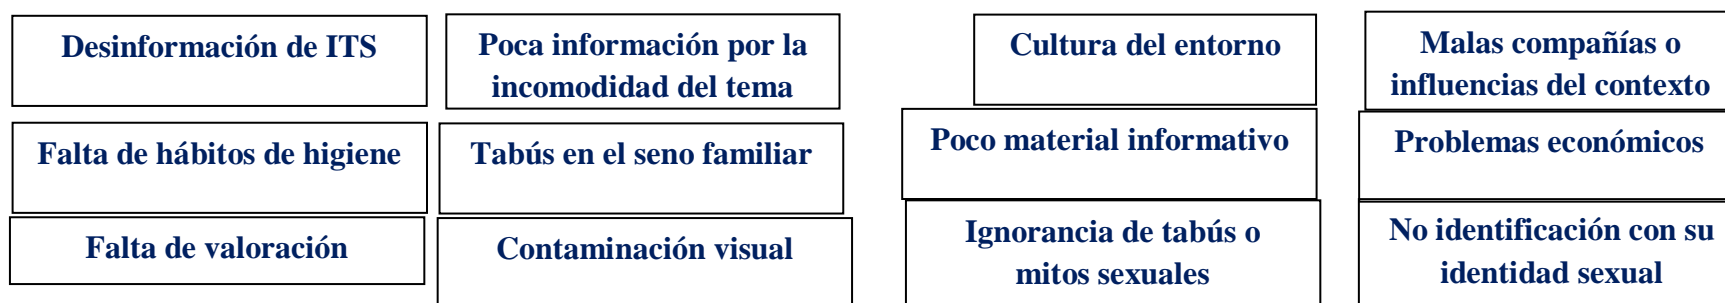 Desinformación de ITS
Poca información por la
incomodidad del tema
Cultura del entorno
Malas compañías o
influencias del contexto
Falta de hábitos de higiene
Tabús en el seno familiar
Poco material informativo
Problemas económicos
Falta de valoración
Contaminación visual
Ignorancia de tabús o
mitos sexuales
No identificación con su
identidad sexual